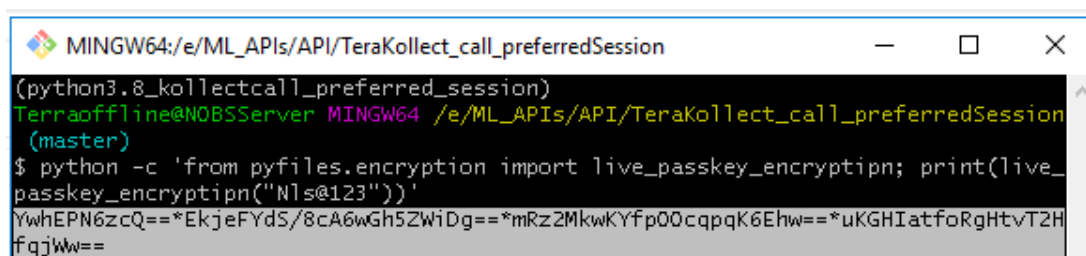 MINGW64:/e/ML_APIs/API/TeraKollect_call_preferredSession
(python3.8_kollectcall_preferred_session)
Terraoffline@NOBSServer MINGW64 /e/ML_APIs/API/TeraKollect_call_preferredSession
(master)
$ python -c 'from pyfiles.encryption import live_passkey_encryptipn; print(live_
passkey_encryptipn("Nls@123"))'
YwhEPN6zcQ==*EkjeFYdS/8cA6wGh5ZWiDg==*mRz2MkwKYfpOOcqpqK6Ehw==*uKGHIatfoRgHtvT2H
fqjWw==